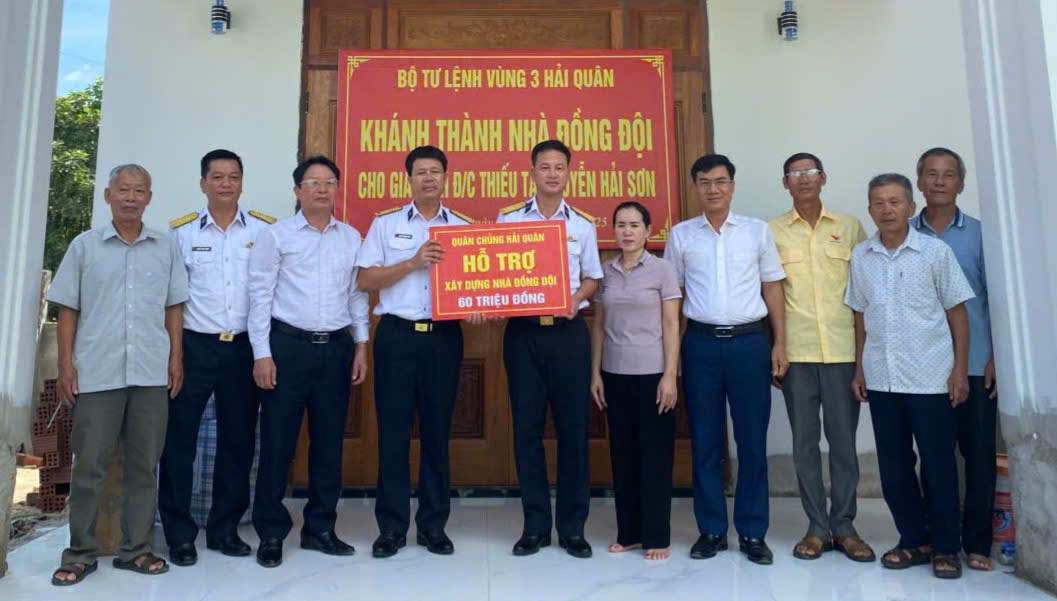 BỘ TƯ LỆNH VÙNG 3 HẢI QUÂN
KHÁNH THÀNH NHÀ ĐỒNG ĐỘI
CHO GIA Đ/C THIẾU TÁ HẢI SƠN
QUÂN CHỦNG HẢI QUÂN
HỖ TRỢ
XÂY DỰNG NHÀ ĐỒNG ĐỘI
60 TRIỆU ĐỒNG